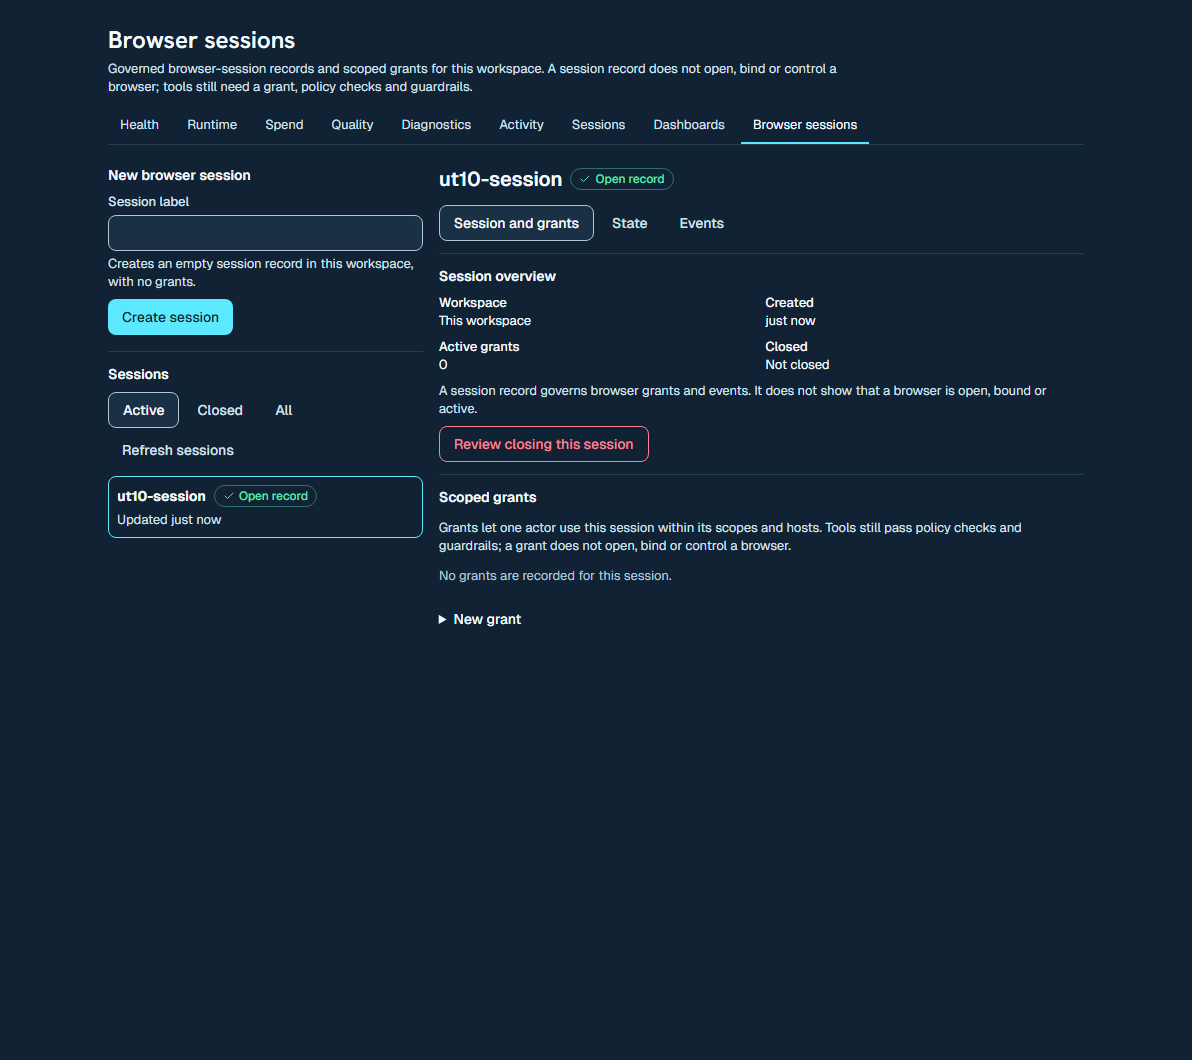 Browser sessions
Governed browser-session records and scoped grants for this workspace. A session record does not open, bind or control a
browser; tools still need a grant, policy checks and guardrails.
Health Runtime Spend Quality Diagnostics Activity Sessions Dashboards Browser sessions
New browser session
Session label
Creates an empty session record in this workspace,
with no grants.
Create session
Sessions
Active Closed All
Refresh sessions
ut10-session Open record
Updated just now
ut10-session Open record
Session and grants State Events
Session overview
Workspace
This workspace
Created
just now
Active grants
0
Closed
Not closed
A session record governs browser grants and events. It does not show that a browser is open, bound or
active.
Review closing this session
Scoped grants
Grants let one actor use this session within its scopes and hosts. Tools still pass policy checks and
guardrails; a grant does not open, bind or control a browser.
No grants are recorded for this session.
New grant